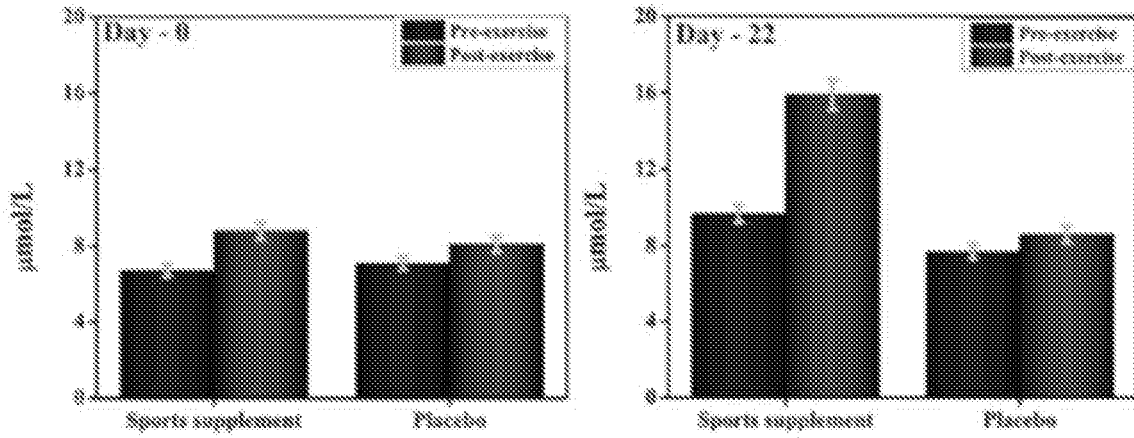 Day - 0
Pre-exercise
Post-exercise
20
16
12
8
4
0
μmol/L
Sports supplement
Placebo
Day - 22
Pre-exercise
Post-exercise
20
16
12
8
4
0
μmol/L
Sports supplement
Placebo